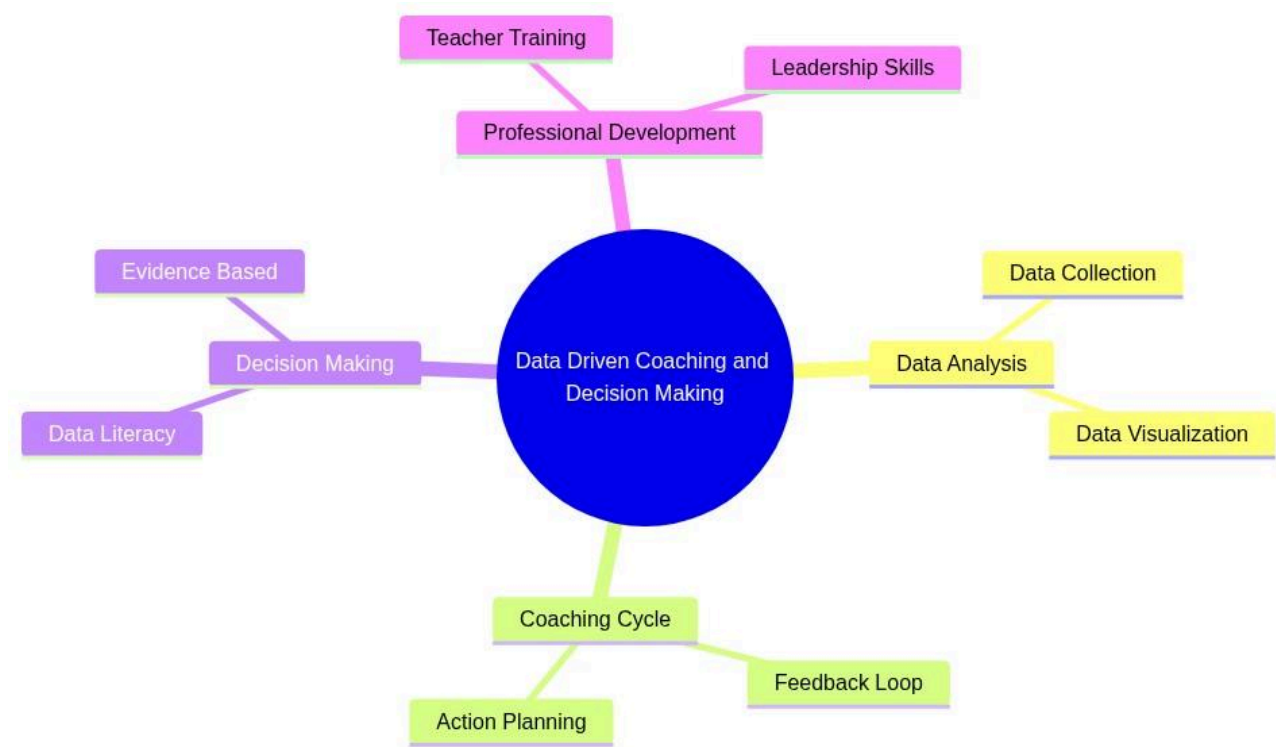 Teacher Training
Leadership Skills
Professional Development
Evidence Based
Data Collection
Decision Making
Data Driven Coaching and
Decision Making
Data Analysis
Data Literacy
Data Visualization
Coaching Cycle
Feedback Loop
Action Planning